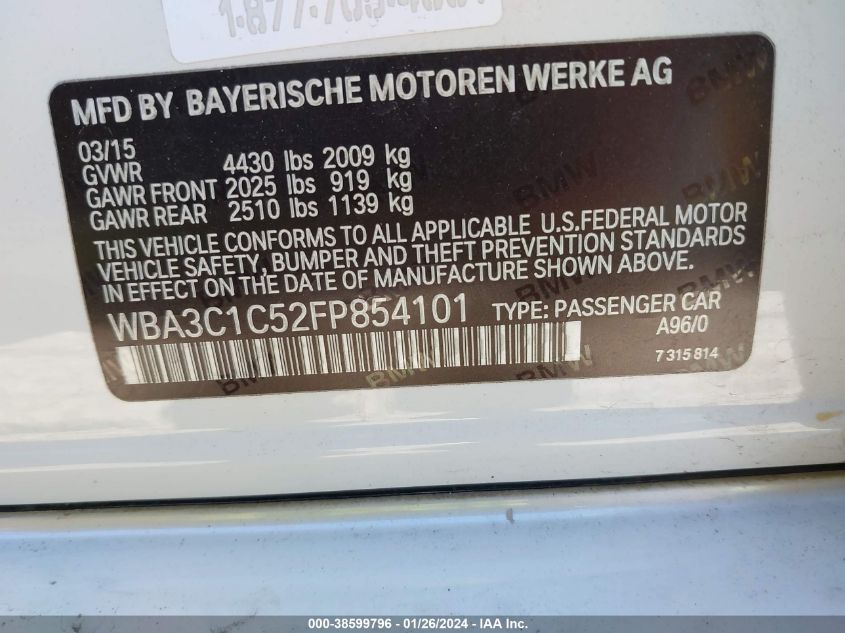 MFD BY BAYERISCHE MOTOREN WERKE AG
03/15
GVWR 4430 lbs 2009 kg
GAWR FRONT 2025 lbs 919 kg
GAWR REAR 2510 lbs 1139 kg
THIS VEHICLE CONFORMS TO ALL APPLICABLE U.S.FEDERAL MOTOR
VEHICLE SAFETY, BUMPER AND THEFT PREVENTION STANDARDS
IN EFFECT ON THE DATE OF MANUFACTURE SHOWN ABOVE.
WBA3C1C52FP854101 TYPE: PASSENGER CAR
A96/0
7 315 814
BMW BMW BMW
000-38599796 - 01/26/2024 - IAA Inc.